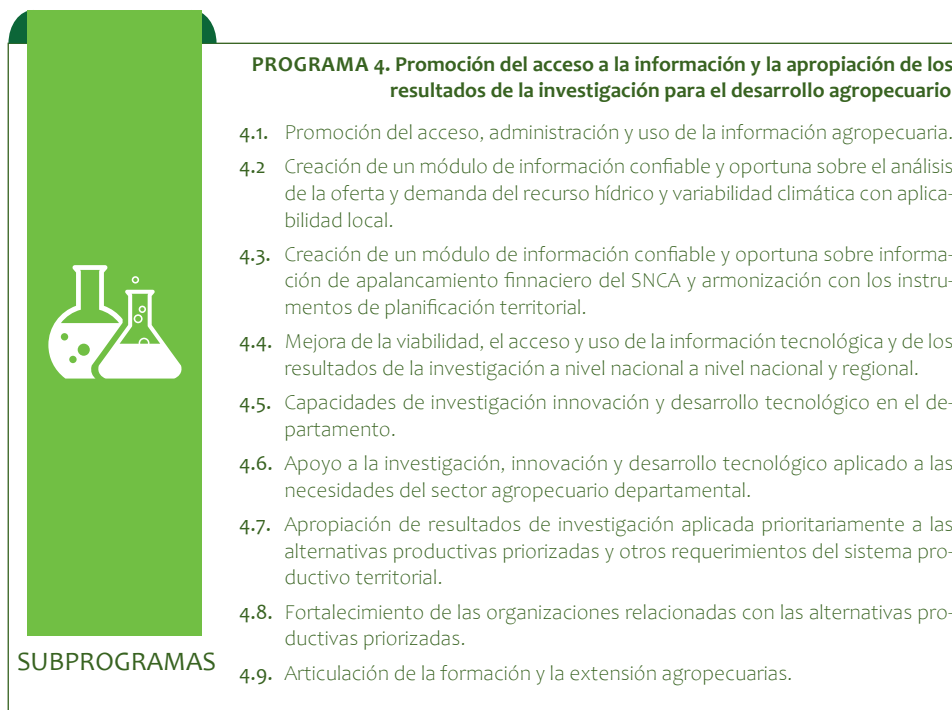 PROGRAMA 4. Promoción del acceso a la información y la apropiación de los
resultados de la investigación para el desarrollo agropecuario
4.1. Promoción del acceso, administración y uso de la información agropecuaria.
4.2 Creación de un módulo de información confiable y oportuna sobre el análisis
de la oferta y demanda del recurso hídrico y variabilidad climática con aplica-
bilidad local.
4.3. Creación de un módulo de información confiable y oportuna sobre informa-
ción de apalancamiento finnaciero del SNCA y armonización con los instru-
mentos de planificación territorial.
4.4. Mejora de la viabilidad, el acceso y uso de la información tecnológica y de los
resultados de la investigación a nivel nacional a nivel nacional y regional.
4.5. Capacidades de investigación innovación y desarrollo tecnológico en el de-
partamento.
4.6. Apoyo a la investigación, innovación y desarrollo tecnológico aplicado a las
necesidades del sector agropecuario departamental.
4.7. Apropiación de resultados de investigación aplicada prioritariamente a las
alternativas productivas priorizadas y otros requerimientos del sistema pro-
ductivo territorial.
4.8. Fortalecimiento de las organizaciones relacionadas con las alternativas pro-
ductivas priorizadas.
4.9. Articulación de la formación y la extensión agropecuarias.
SUBPROGRAMAS